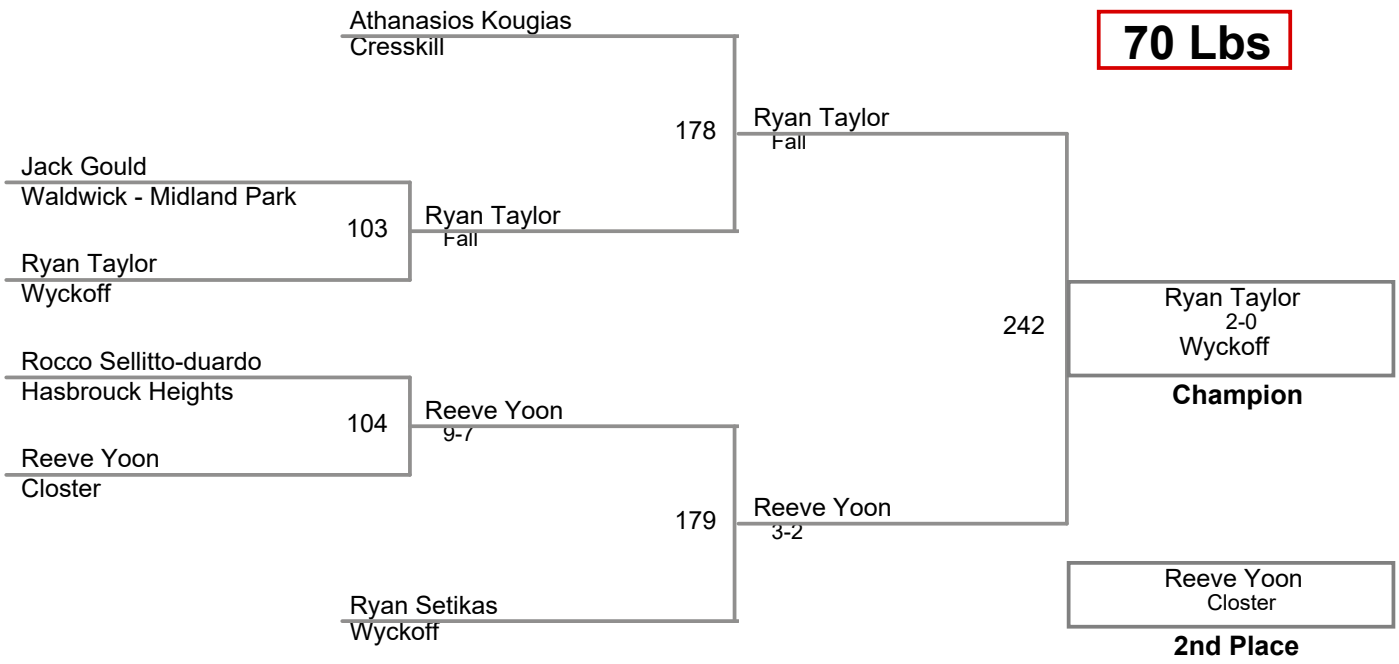 Athanasios Kougias
Cresskill
70 Lbs
178
Ryan Taylor
Fall
Jack Gould
Waldwick - Midland Park
103
Ryan Taylor
Fall
Ryan Taylor
Wyckoff
242
Ryan Taylor
2-0
Wyckoff
Champion
Rocco Sellitto-duardo
Hasbrouck Heights
104
Reeve Yoon
9-7
Reeve Yoon
Closter
179
Reeve Yoon
3-2
Ryan Setikas
Wyckoff
Reeve Yoon
Closter
2nd Place